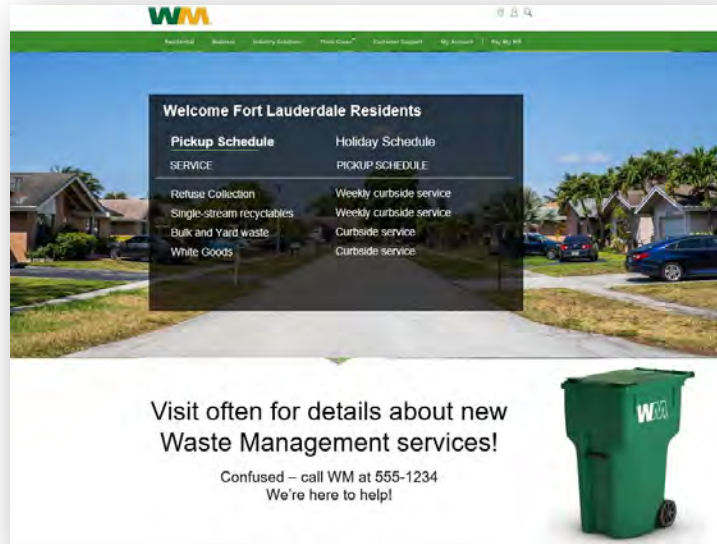 WM
Residential Business Industry Solutions Think Green Customer Support My Account | Pay My Bill
Welcome Fort Lauderdale Residents
Pickup Schedule Holiday Schedule
SERVICE PICKUP SCHEDULE
Refuse Collection Weekly curbside service
Single-stream recyclables Weekly curbside service
Bulk and Yard waste Curbside service
White Goods Curbside service
Visit often for details about new
Waste Management services!
WM
Confused – call WM at 555-1234
We're here to help!